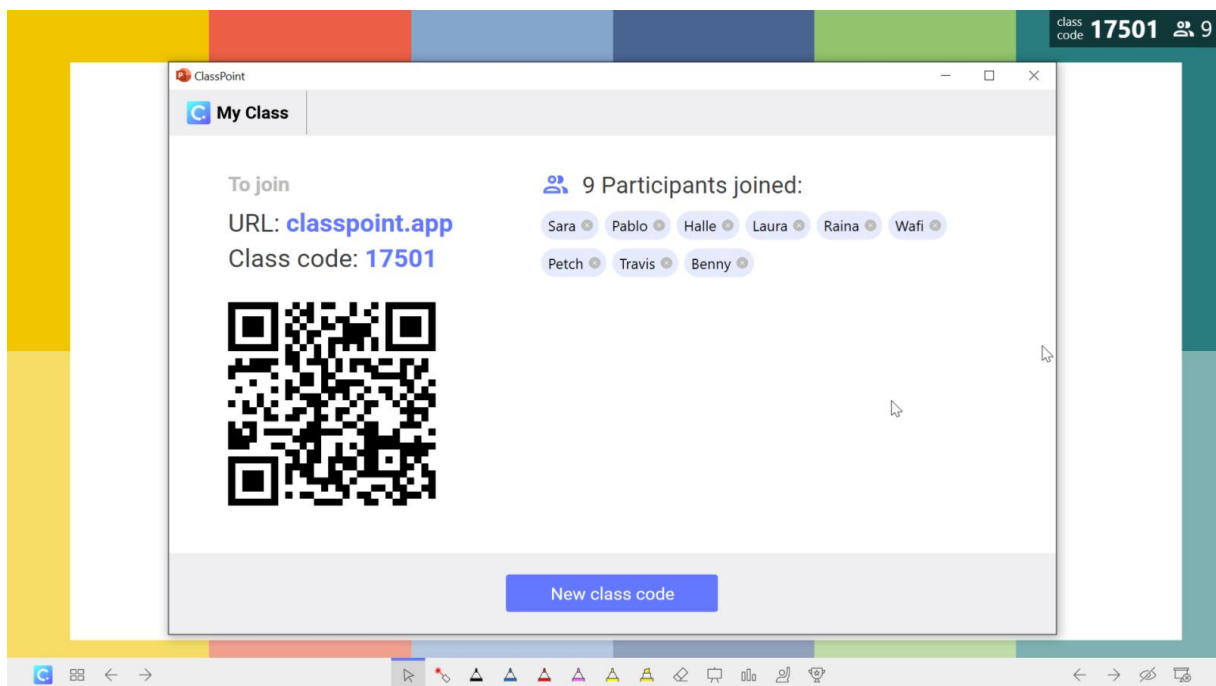 class
code 17501 9
ClassPoint
C. My Class
To join
URL: classpoint.app
Class code: 17501
9 Participants joined:
Sara Pablo Halle Laura Raina Wafi
Petch Travis Benny
New class code
C.